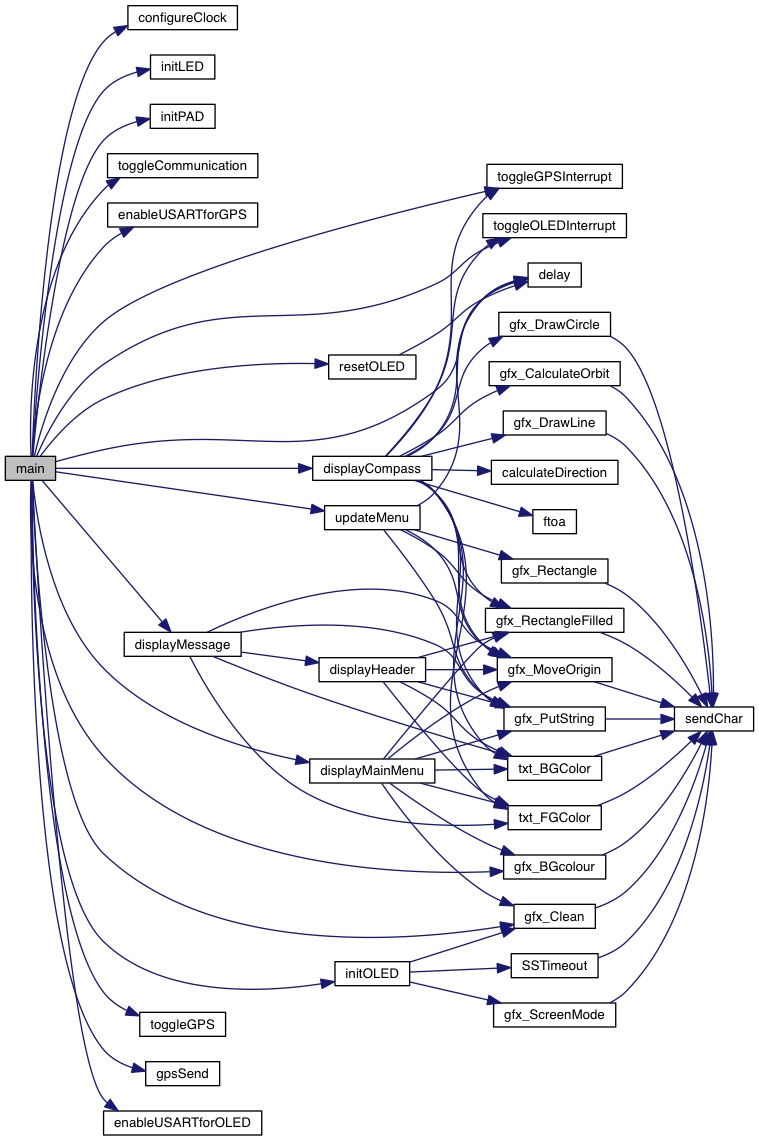 configureClock
initLED
initPAD
toggleCommunication
toggleGPSInterrupt
enableUSARTforGPS
toggleOLEDInterrupt
delay
gfx_DrawCircle
resetOLED
gfx_CalculateOrbit
gfx_DrawLine
main
displayCompass
calculateDirection
updateMenu
ftoa
gfx_Rectangle
gfx_RectangleFilled
displayMessage
displayHeader
gfx_MoveOrigin
gfx_PutString
sendChar
displayMainMenu
txt_BGColor
txt_FGColor
gfx_BGcolour
gfx_Clean
initOLED
SSTimeout
gfx_ScreenMode
toggleGPS
gpsSend
enableUSARTforOLED